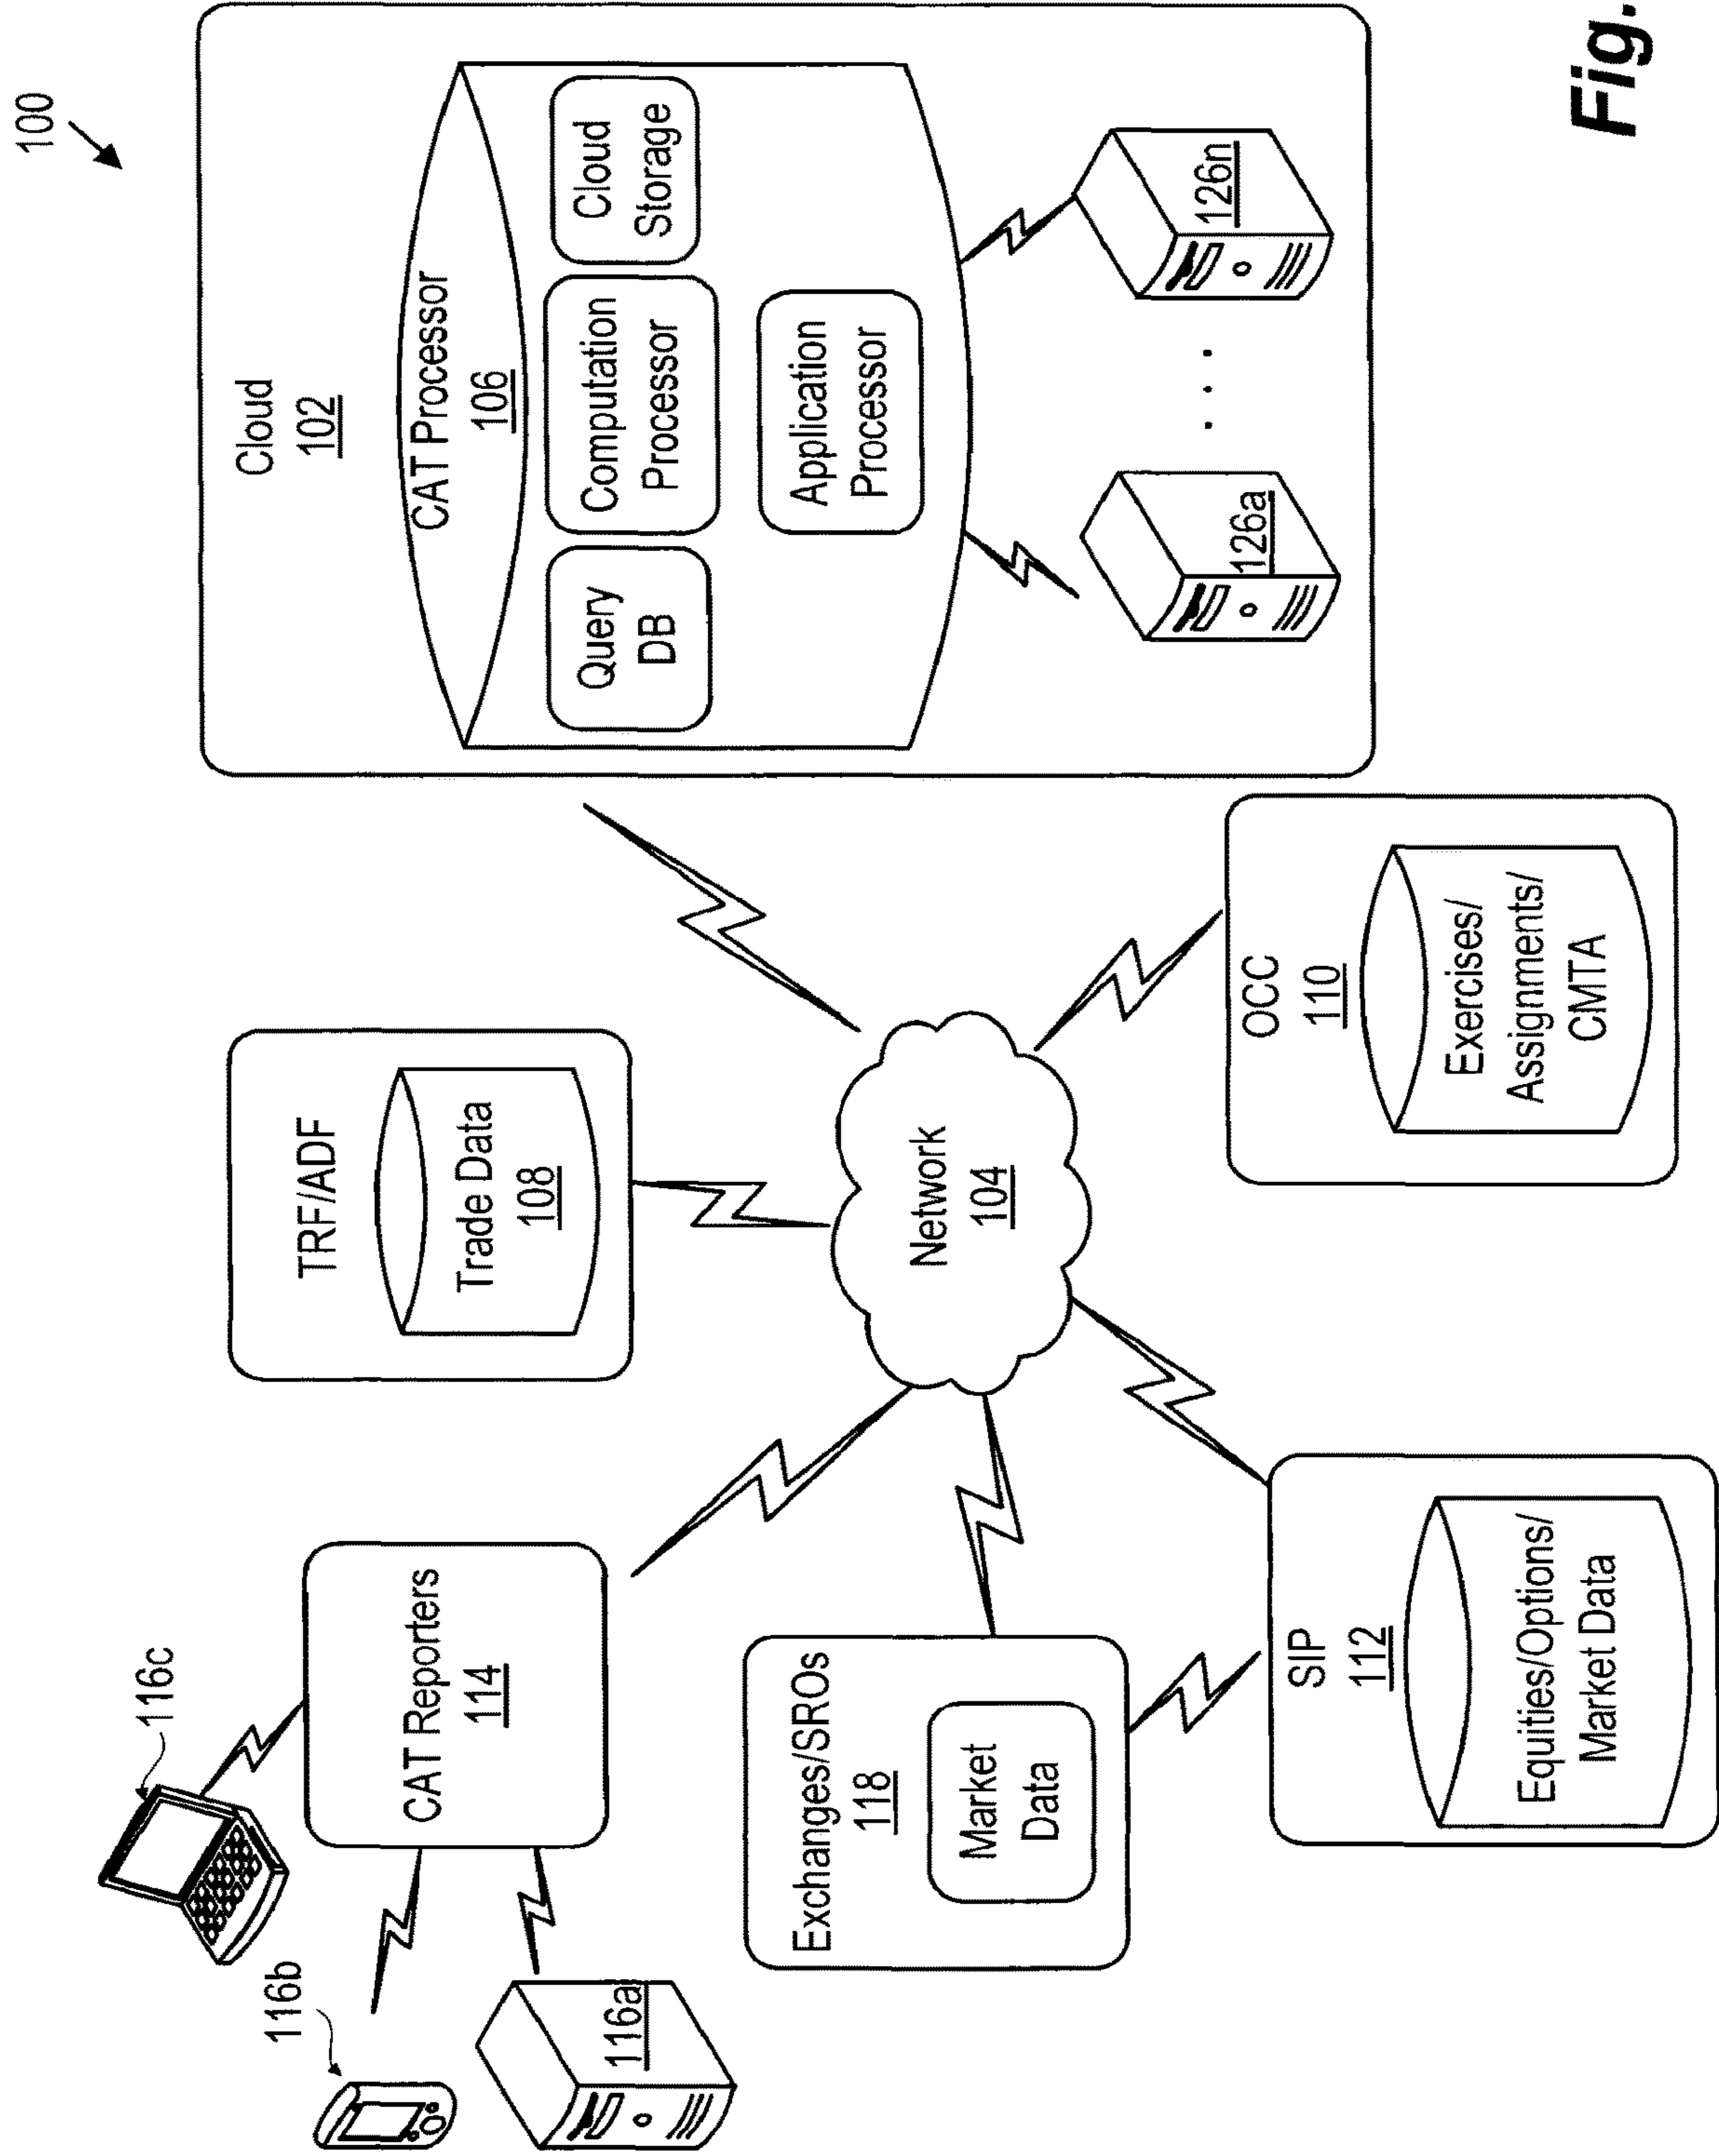 100
Cloud
102
CAT Processor
106
Query
DB
Computation
Processor
Cloud
Storage
Application
Processor
126a
. . .
126n
TRF/ADF
Trade Data
108
Network
104
OCC
110
Exercises/
Assignments/
CMTA
116c
116b
116a
CAT Reporters
114
Exchanges/SROs
118
Market
Data
SIP
112
Equities/Options/
Market Data
Fig.